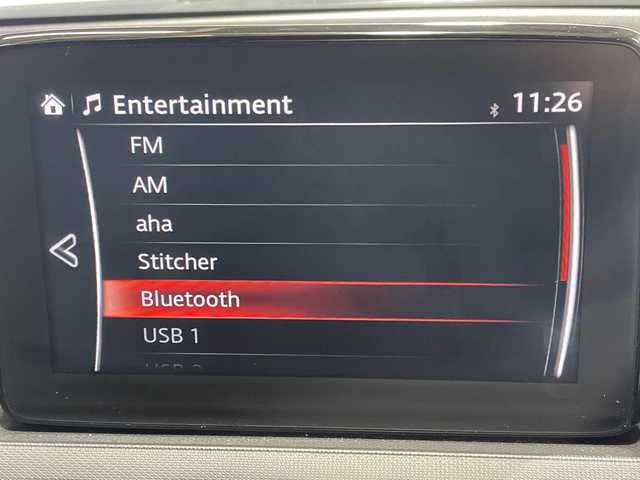 Entertainment 11:26
FM
AM
aha
Stitcher
Bluetooth
USB 1